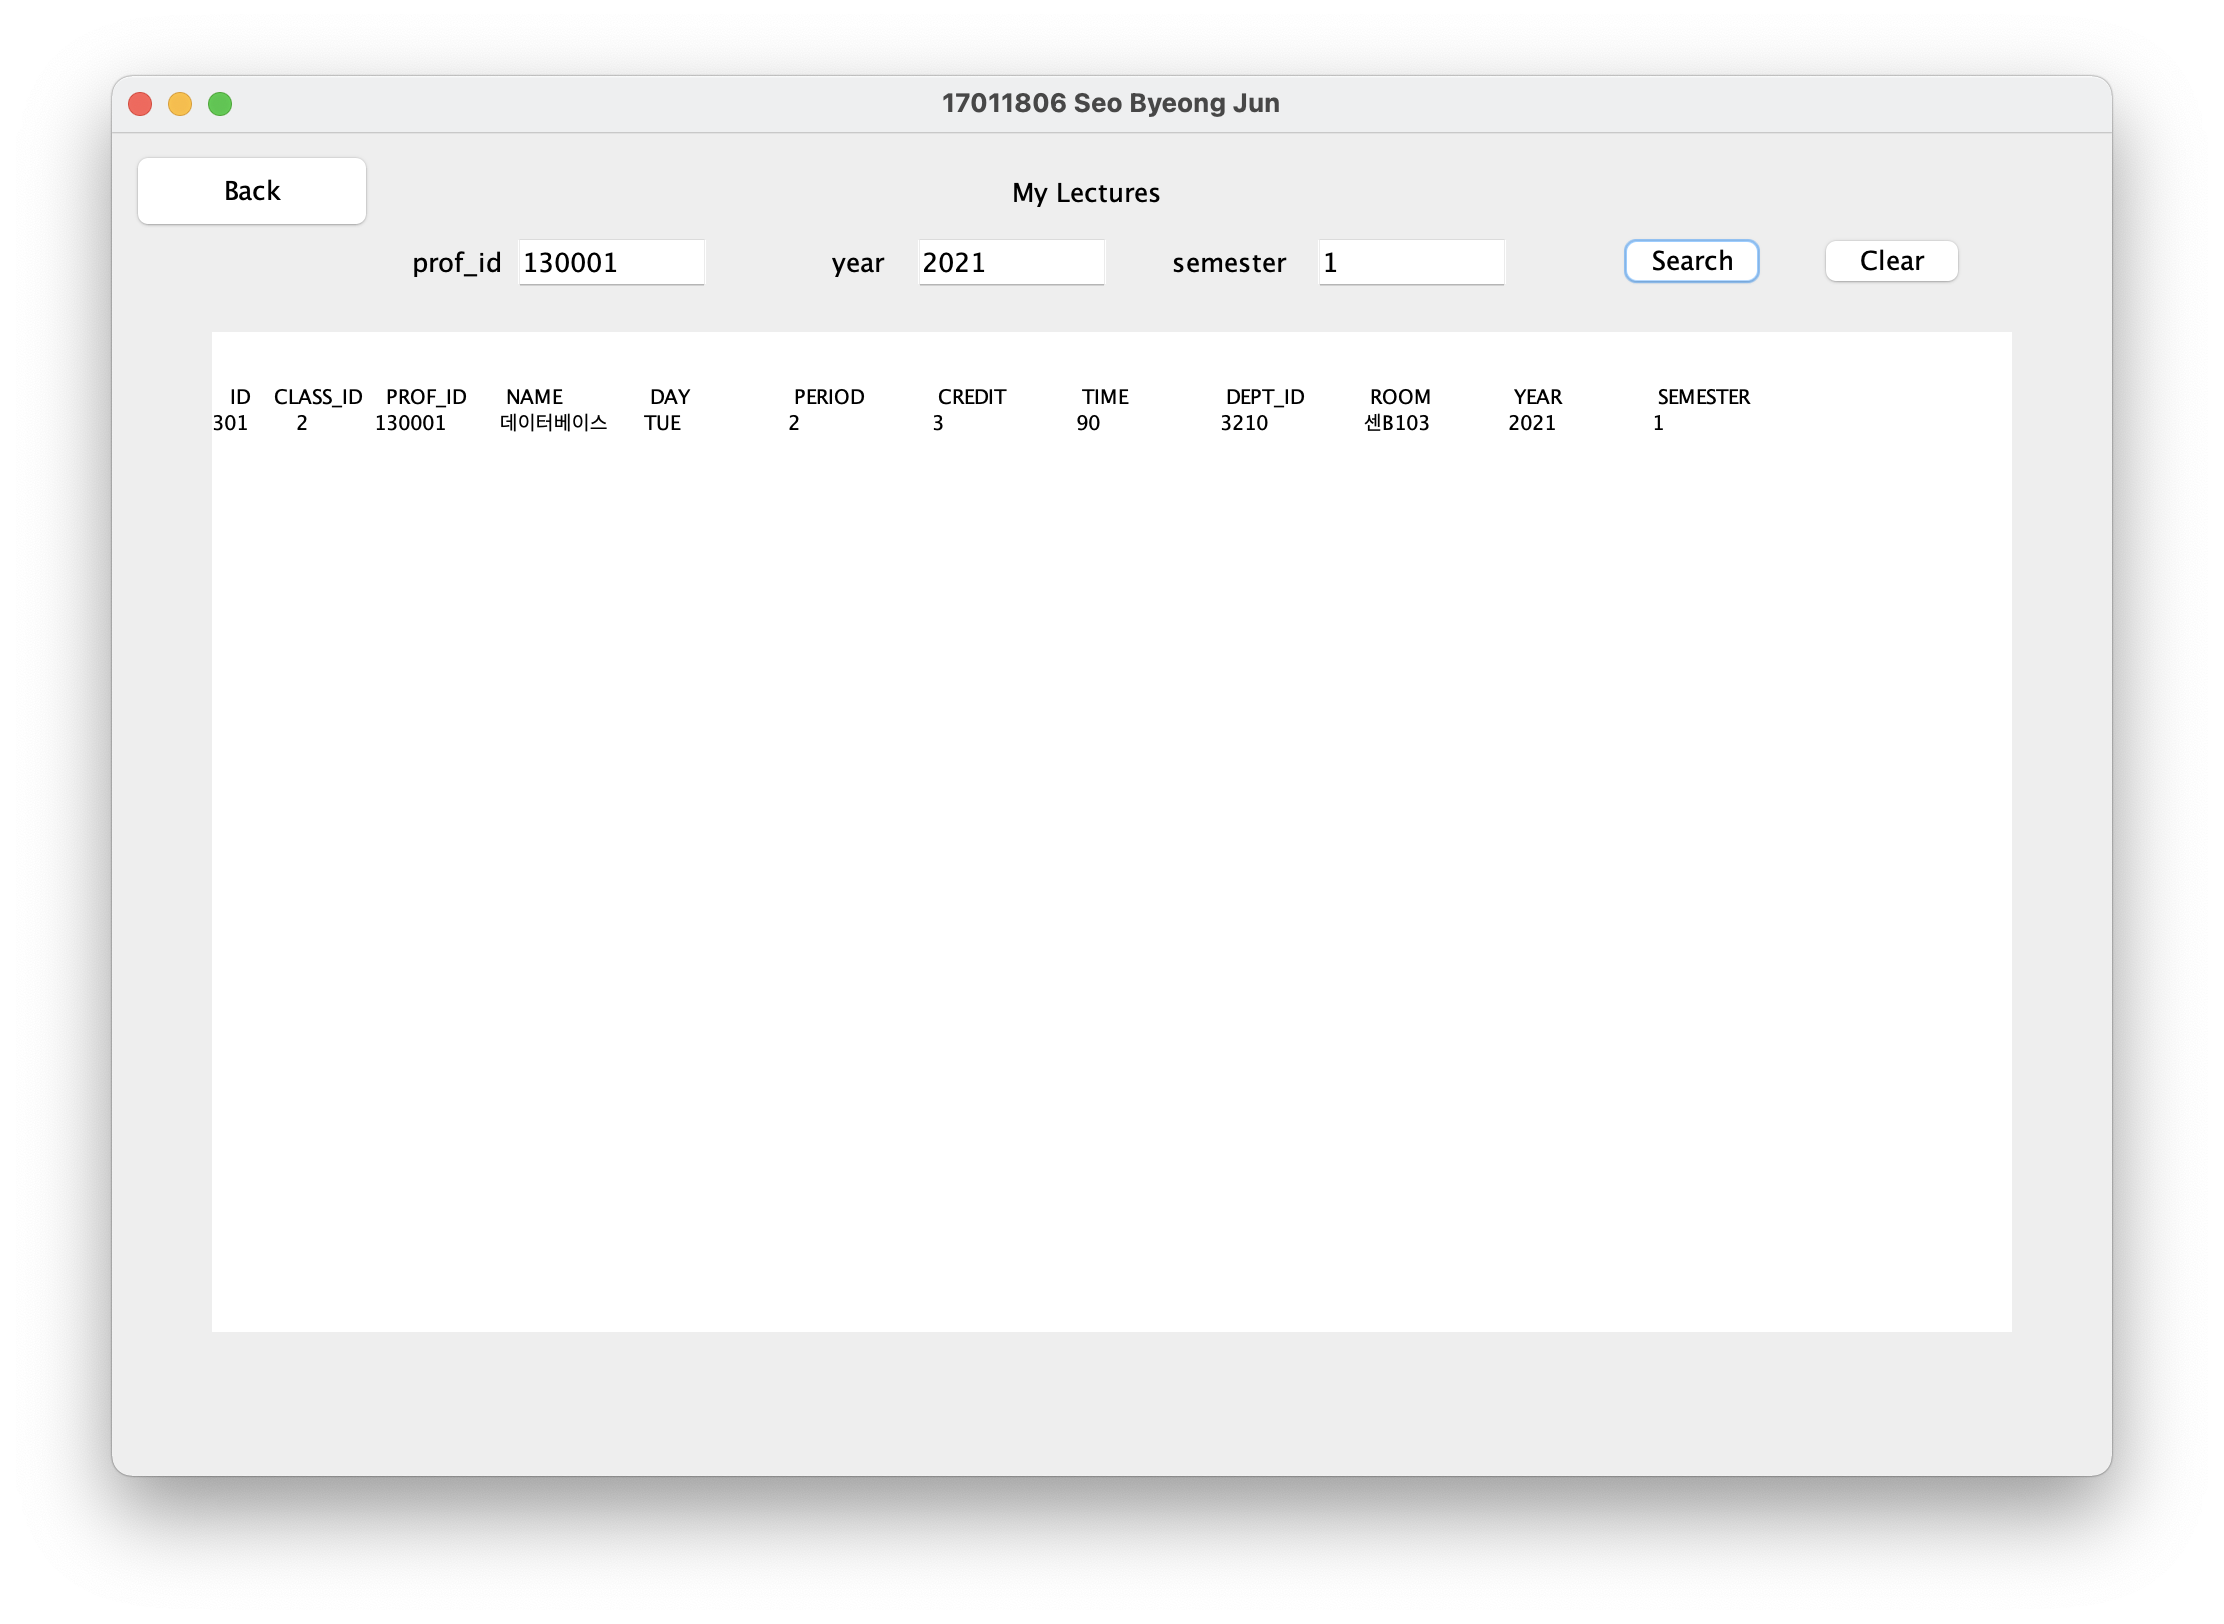 17011806 Seo Byeong Jun
Back
My Lectures
prof_id 130001 year 2021 semester 1 Search Clear
ID CLASS_ID PROF_ID NAME DAY PERIOD CREDIT TIME DEPT_ID ROOM YEAR SEMESTER
301 2 130001 데이터베이스 TUE 2 3 90 3210 센B103 2021 1